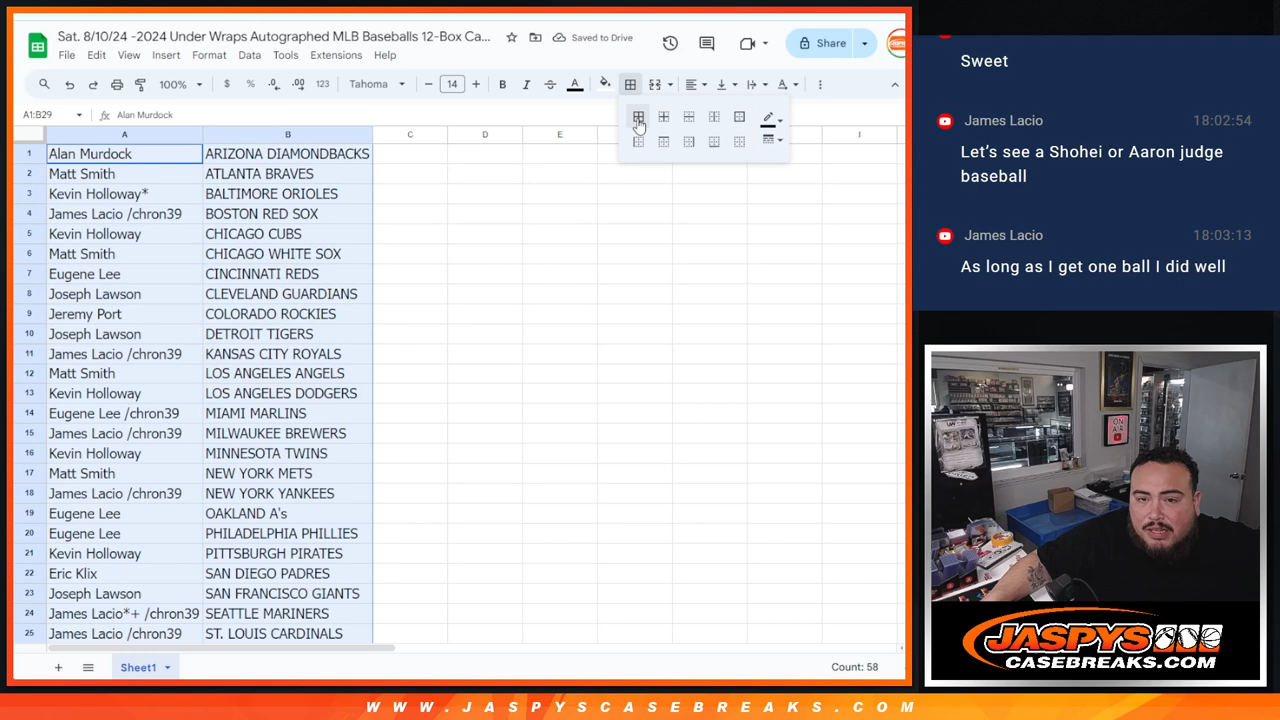 Sat. 8/10/24 -2024 Under Wraps Autographed MLB Baseballs 12-Box Ca...
Saved to Drive
Share
File Edit View Insert Format Data Tools Extensions Help
100% $ % .0 .00 123 Tahoma 14 B I A
A1:B29 fx Alan Murdock
A B C D E F I
1 Alan Murdock ARIZONA DIAMONDBACKS
2 Matt Smith ATLANTA BRAVES
3 Kevin Holloway* BALTIMORE ORIOLES
4 James Lacio /chron39 BOSTON RED SOX
5 Kevin Holloway CHICAGO CUBS
6 Matt Smith CHICAGO WHITE SOX
7 Eugene Lee CINCINNATI REDS
8 Joseph Lawson CLEVELAND GUARDIANS
9 Jeremy Port COLORADO ROCKIES
10 Joseph Lawson DETROIT TIGERS
11 James Lacio /chron39 KANSAS CITY ROYALS
12 Matt Smith LOS ANGELES ANGELS
13 Kevin Holloway LOS ANGELES DODGERS
14 Eugene Lee /chron39 MIAMI MARLINS
15 James Lacio /chron39 MILWAUKEE BREWERS
16 Kevin Holloway MINNESOTA TWINS
17 Matt Smith NEW YORK METS
18 James Lacio /chron39 NEW YORK YANKEES
19 Eugene Lee OAKLAND A's
20 Eugene Lee PHILADELPHIA PHILLIES
21 Kevin Holloway PITTSBURGH PIRATES
22 Eric Klix SAN DIEGO PADRES
23 Joseph Lawson SAN FRANCISCO GIANTS
24 James Lacio*+ /chron39 SEATTLE MARINERS
25 James Lacio /chron39 ST. LOUIS CARDINALS
Sheet1
Count: 58
Sweet
James Lacio 18:02:54
Let's see a Shohei or Aaron judge
baseball
James Lacio 18:03:13
As long as I get one ball I did well
ON
AIR
JASPYS
CASEBREAKS.COM
WWW.JASPYSCASEBREAKS.COM